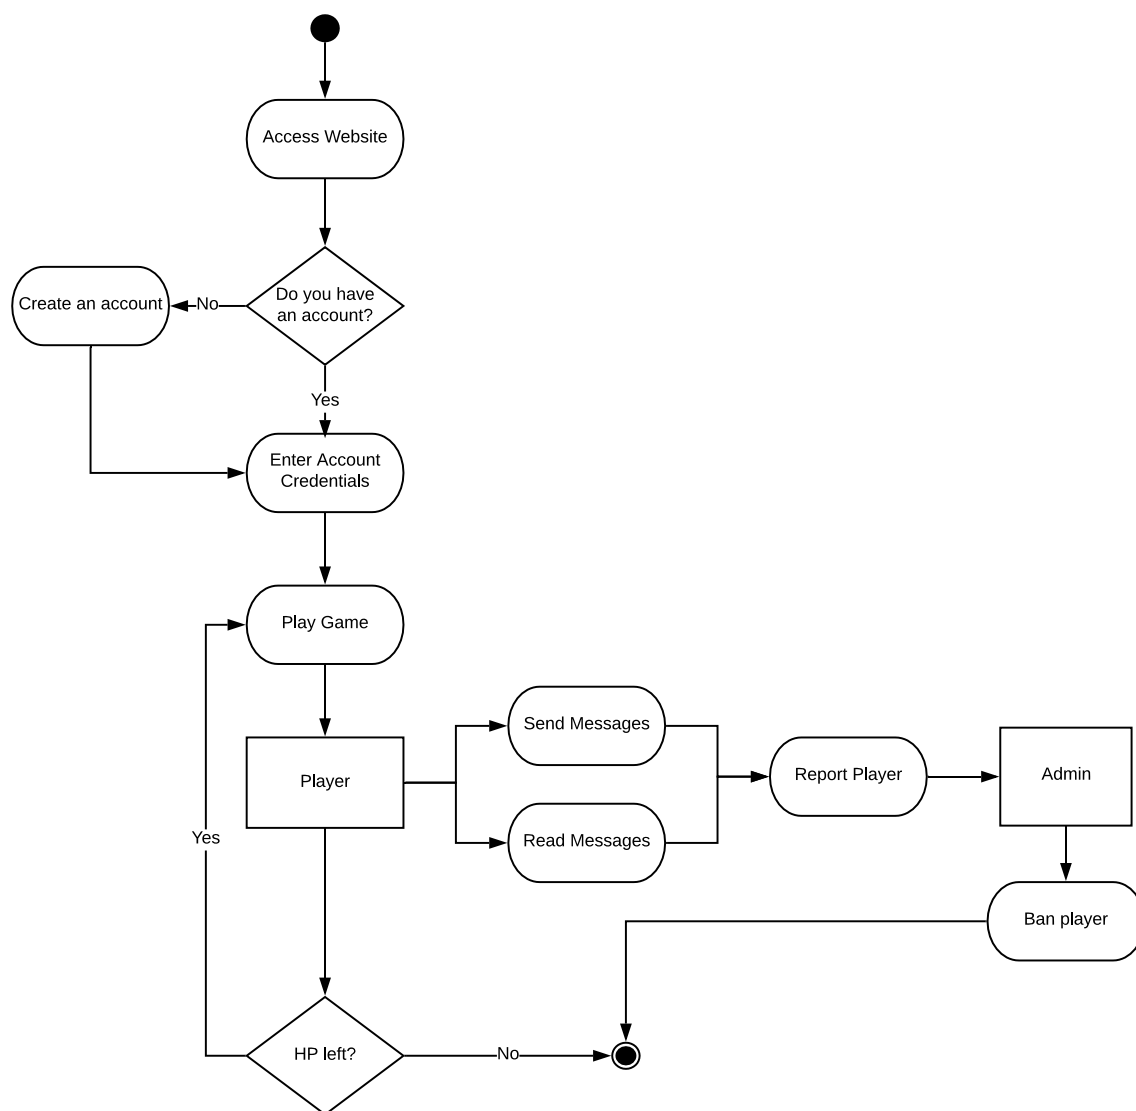 Access Website
Do you have
an account?
No
Create an account
Yes
Enter Account
Credentials
Play Game
Player
Send Messages
Read Messages
Report Player
Admin
Ban player
Yes
HP left?
No